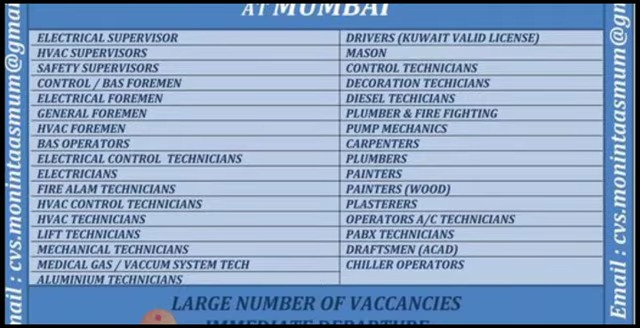 AT MUMBAI
ELECTRICAL SUPERVISOR
HVAC SUPERVISORS
SAFETY SUPERVISORS
CONTROL / BAS FOREMEN
ELECTRICAL FOREMEN
GENERAL FOREMEN
HVAC FOREMEN
BAS OPERATORS
ELECTRICAL CONTROL TECHNICIANS
ELECTRICIANS
FIRE ALAM TECHNICIANS
HVAC CONTROL TECHNICIANS
HVAC TECHNICIANS
LIFT TECHNICIANS
MECHANICAL TECHNICIANS
MEDICAL GAS / VACCUM SYSTEM TECH
ALUMINIUM TECHNICIANS
DRIVERS (KUWAIT VALID LICENSE)
MASON
CONTROL TECHNICIANS
DECORATION TECHICIANS
DIESEL TECHICIANS
PLUMBER & FIRE FIGHTING
PUMP MECHANICS
CARPENTERS
PLUMBERS
PAINTERS
PAINTERS (WOOD)
PLASTERERS
OPERATORS A/C TECHNICIANS
PABX TECHNICIANS
DRAFTSMEN (ACAD)
CHILLER OPERATORS
LARGE NUMBER OF VACCANCIES
IMMEDIATE DEPARTURE
mail : cvs.monintaasmum@gmai
Email : cvs.monintaasmum@gm